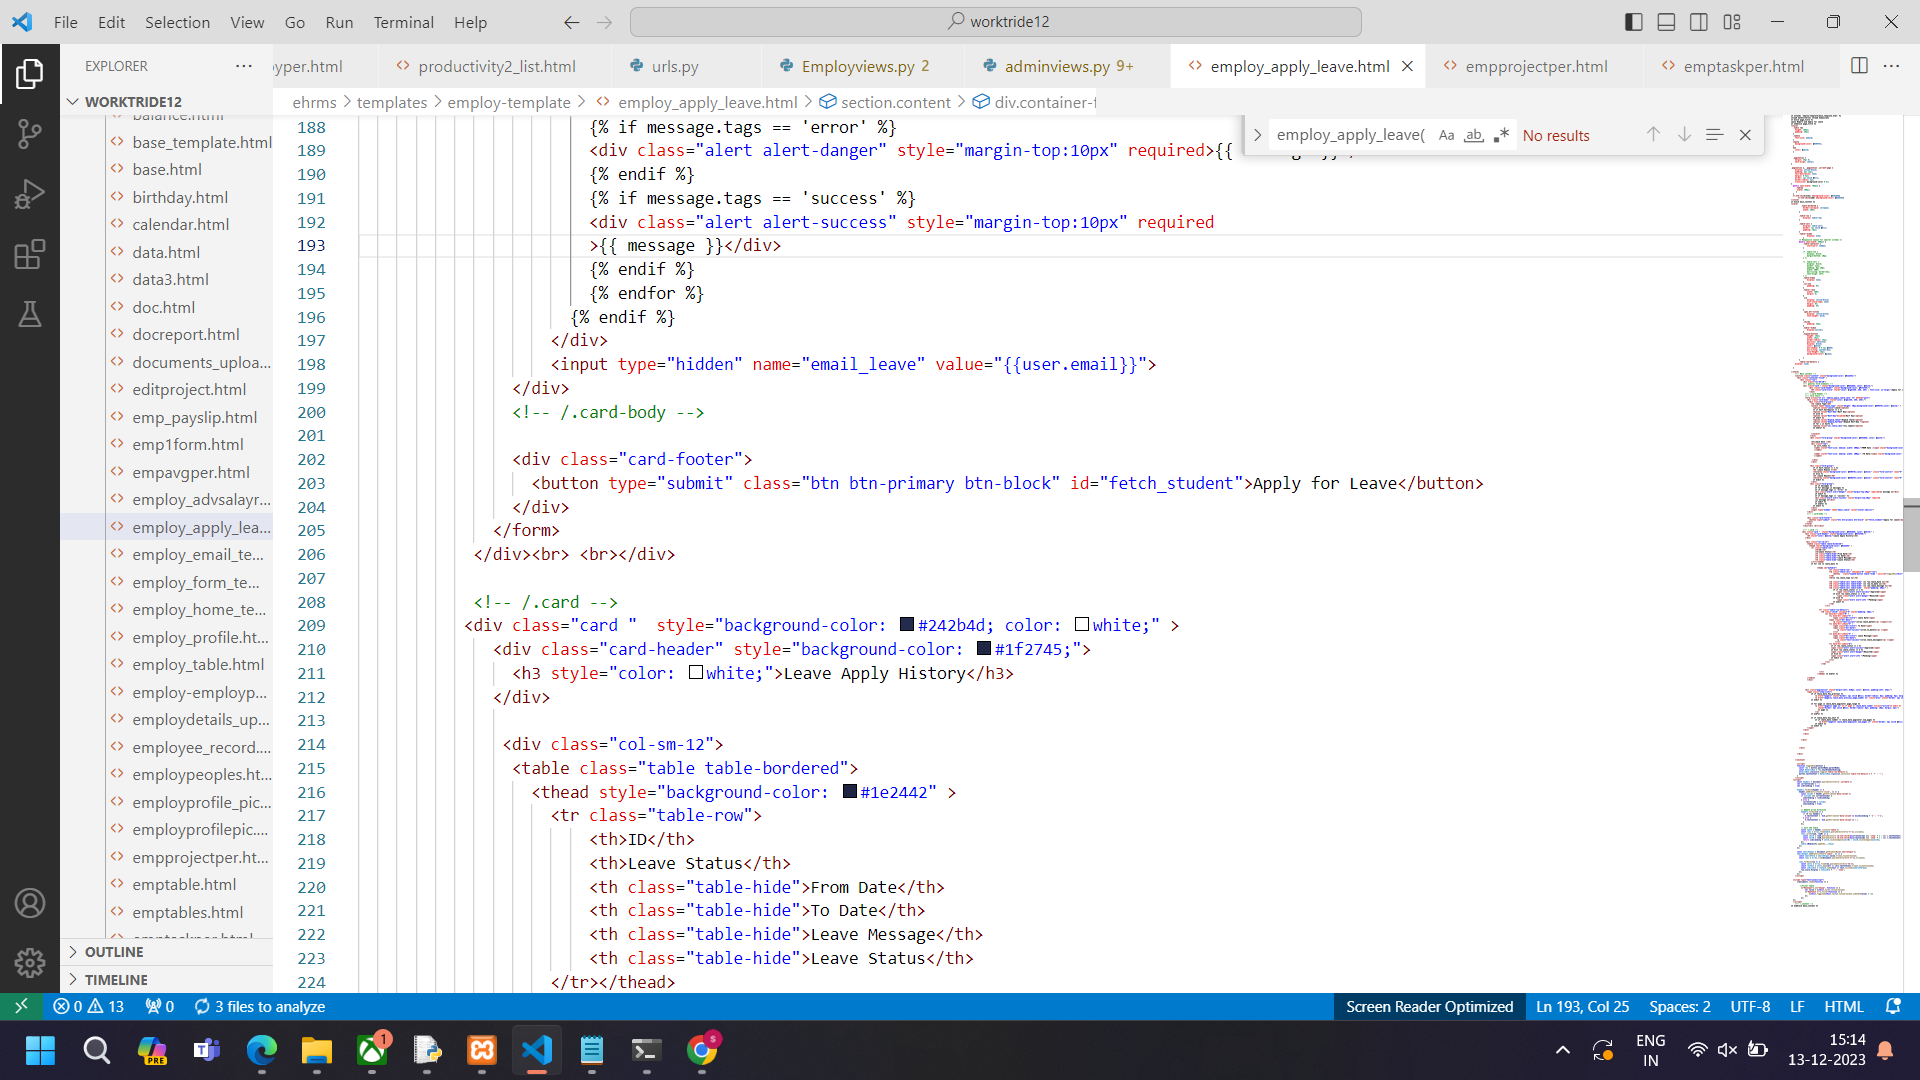 File Edit Selection View Go Run Terminal Help
worktride12
EXPLORER
WORKTRIDE12
base_template.html
base.html
birthday.html
calendar.html
data.html
data3.html
doc.html
docreport.html
documents_uploa...
editproject.html
emp_payslip.html
emp1form.html
empavgper.html
employ_advsalayr...
employ_apply_lea...
employ_email_te...
employ_form_te...
employ_home_te...
employ_profile.ht...
employ_table.html
employ-employp...
employdetails_up...
employee_record....
employpeoples.ht...
employprofile_pic...
employprofilepic....
empprojectper.ht...
emptable.html
emptables.html
OUTLINE
TIMELINE
yper.html productivity2_list.html urls.py Employviews.py 2 adminviews.py 9+ employ_apply_leave.html empprojectper.html emptaskper.html
ehrms > templates > employ-template > employ_apply_leave.html > section.content > div.container-f
employ_apply_leave( Aa ab No results
188 {% if message.tags == 'error' %}
189 <div class="alert alert-danger" style="margin-top:10px" required>{{
190 {% endif %}
191 {% if message.tags == 'success' %}
192 <div class="alert alert-success" style="margin-top:10px" required
193 >{{ message }}</div>
194 {% endif %}
195 {% endfor %}
196 {% endif %}
197 </div>
198 <input type="hidden" name="email_leave" value="{{user.email}}">
199 </div>
200 <!-- /.card-body -->
201
202 <div class="card-footer">
203 <button type="submit" class="btn btn-primary btn-block" id="fetch_student">Apply for Leave</button>
204 </div>
205 </form>
206 </div><br> <br></div>
207
208 <!-- /.card -->
209 <div class="card "  style="background-color: #242b4d; color: white;" >
210 <div class="card-header" style="background-color: #1f2745;">
211 <h3 style="color: white;">Leave Apply History</h3>
212 </div>
213
214 <div class="col-sm-12">
215 <table class="table table-bordered">
216 <thead style="background-color: #1e2442" >
217 <tr class="table-row">
218 <th>ID</th>
219 <th>Leave Status</th>
220 <th class="table-hide">From Date</th>
221 <th class="table-hide">To Date</th>
222 <th class="table-hide">Leave Message</th>
223 <th class="table-hide">Leave Status</th>
224 </tr></thead>
0 13 0 3 files to analyze Screen Reader Optimized Ln 193, Col 25 Spaces: 2 UTF-8 LF HTML
PRE
1
S
ENG
IN
15:14
13-12-2023